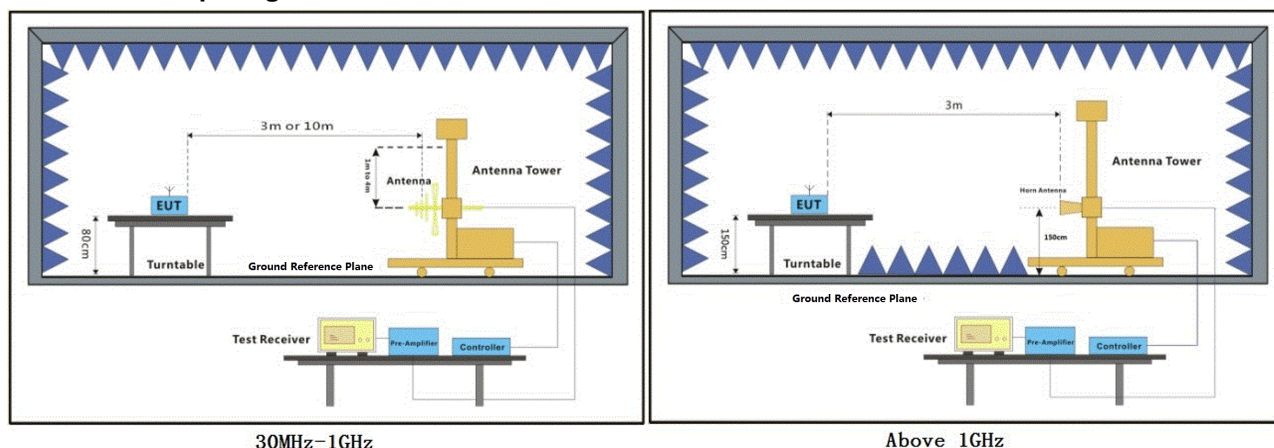 3m or 10m
1m to 4m
Antenna
Antenna Tower
EUT
80cm
Turntable
Ground Reference Plane
Test Receiver
Pre-Amplifier
Controller
30MHz-1GHz
3m
Antenna Tower
Horn Antenna
EUT
150cm
150cm
Turntable
Ground Reference Plane
Test Receiver
Pre-Amplifier
Controller
Above 1GHz